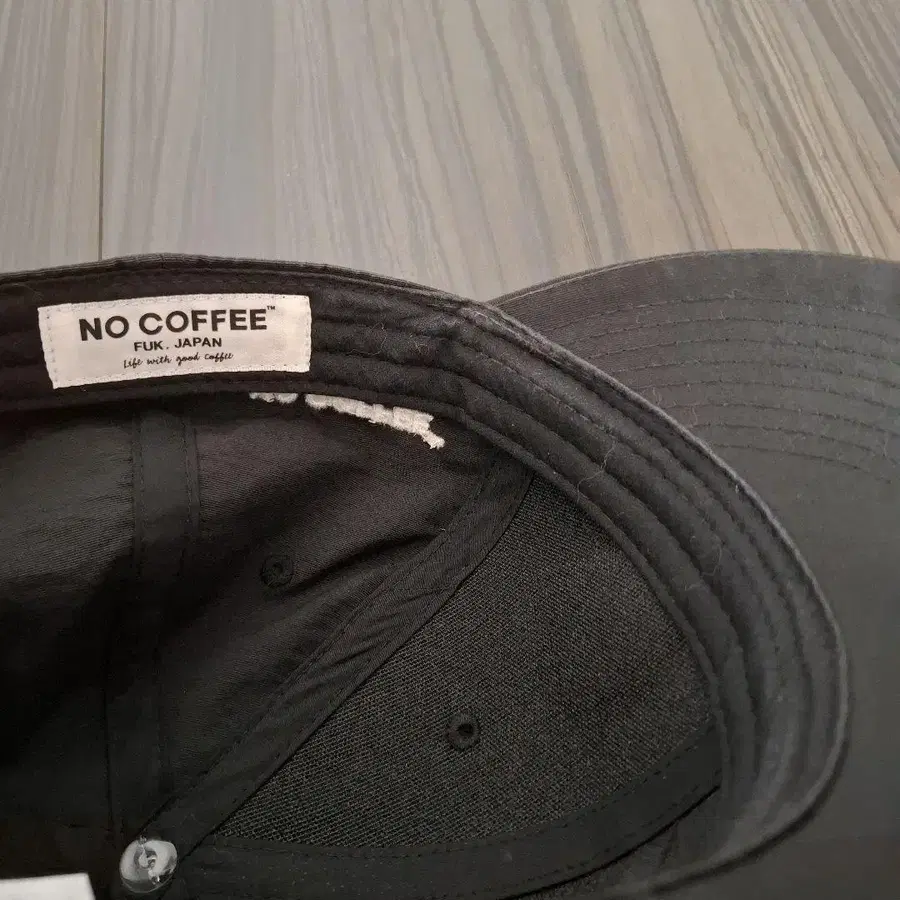 NO COFFEE™
FUK. JAPAN
Life with good coffee